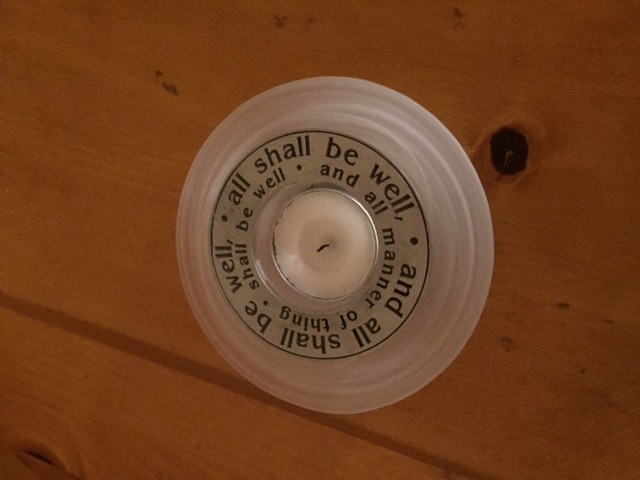 all shall be well, • and all shall be well, •
and all manner of thing • shall be well •